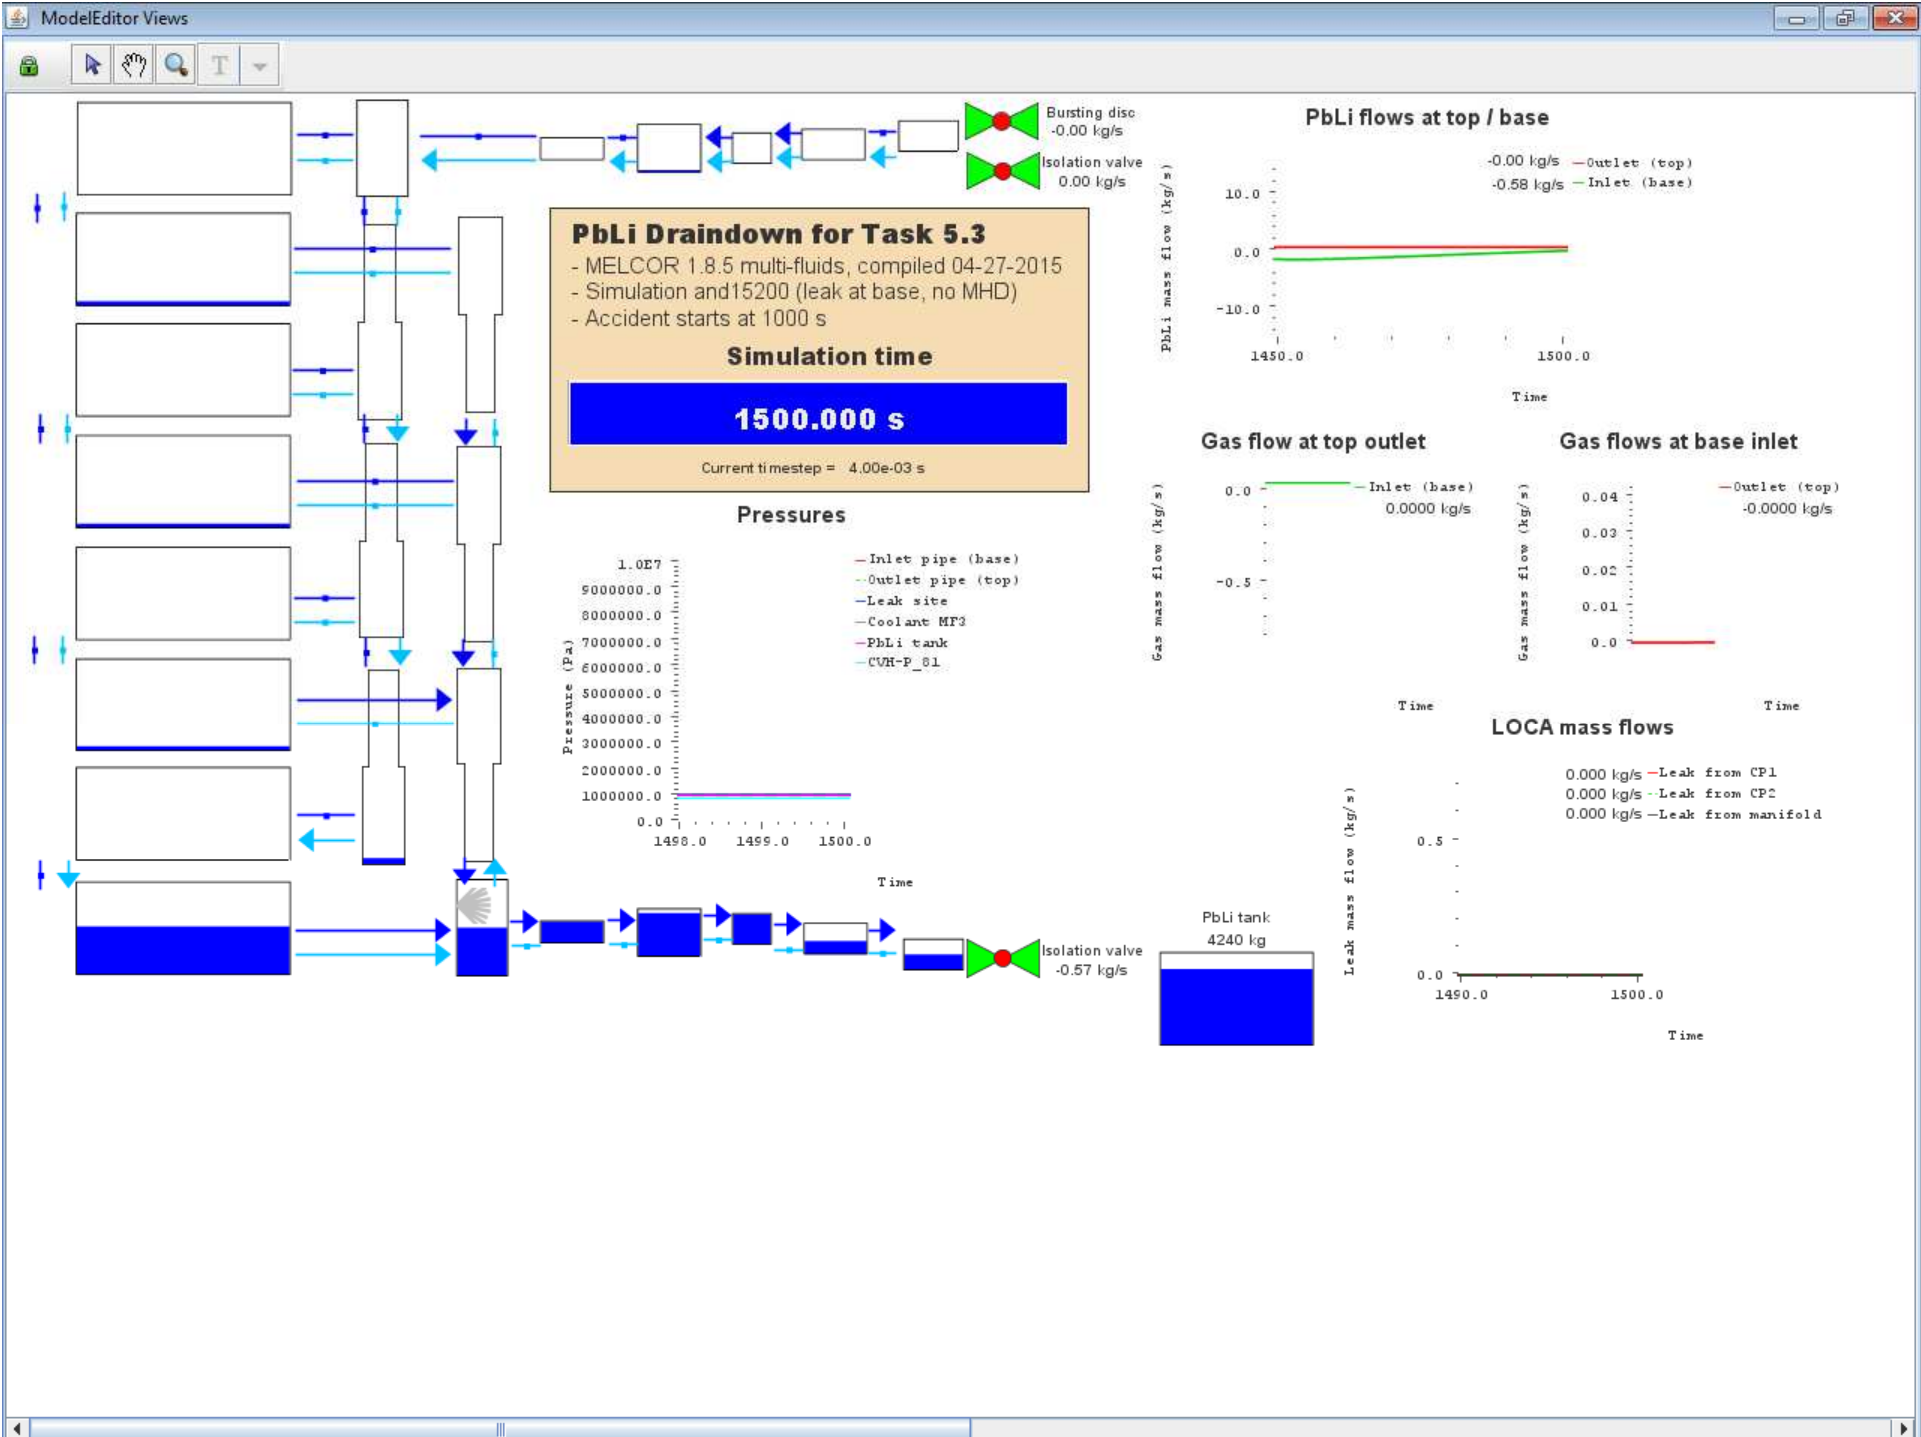 ModelEditor Views
T
Bursting disc
-0.00 kg/s
Isolation valve
0.00 kg/s
PbLi Draindown for Task 5.3
- MELCOR 1.8.5 multi-fluids, compiled 04-27-2015
- Simulation and15200 (leak at base, no MHD)
- Accident starts at 1000 s
Simulation time
1500.000 s
Current timestep = 4.00e-03 s
PbLi flows at top / base
-0.00 kg/s Outlet (top)
-0.58 kg/s Inlet (base)
PbLi mass flow (kg/s)
10.0
0.0
-10.0
1450.0 1500.0
Time
Gas flow at top outlet
Inlet (base)
0.0000 kg/s
Gas mass flow (kg/s)
0.0
-0.5
Time
Gas flows at base inlet
Outlet (top)
-0.0000 kg/s
Gas mass flow (kg/s)
0.04
0.03
0.02
0.01
0.0
Time
Pressures
Inlet pipe (base)
Outlet pipe (top)
Leak site
Coolant MF3
PbLi tank
CVH-P_81
Pressure (Pa)
1.0E7
9000000.0
8000000.0
7000000.0
6000000.0
5000000.0
4000000.0
3000000.0
2000000.0
1000000.0
0.0
1498.0 1499.0 1500.0
Time
LOCA mass flows
0.000 kg/s Leak from CP1
0.000 kg/s Leak from CP2
0.000 kg/s Leak from manifold
Leak mass flow (kg/s)
0.5
0.0
1490.0 1500.0
Time
Isolation valve
-0.57 kg/s
PbLi tank
4240 kg